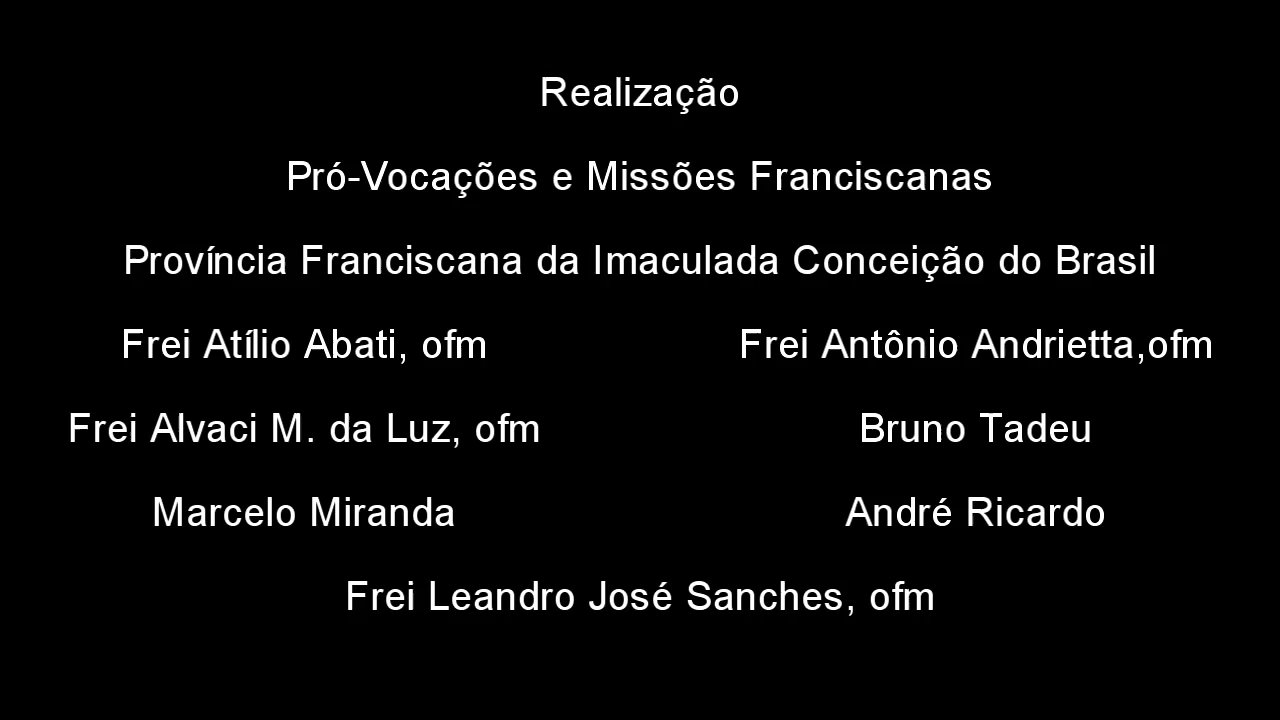 Realização
Pró-Vocações e Missões Franciscanas
Província Franciscana da Imaculada Conceição do Brasil
Frei Atílio Abati, ofm Frei Antônio Andrietta,ofm
Frei Alvaci M. da Luz, ofm Bruno Tadeu
Marcelo Miranda André Ricardo
Frei Leandro José Sanches, ofm